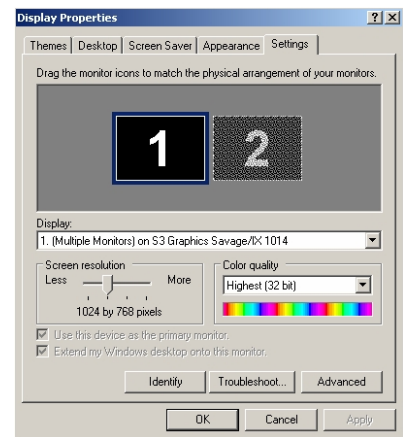 Display Properties
Themes Desktop Screen Saver Appearance Settings
Drag the monitor icons to match the physical arrangement of your monitors.
1 2
Display:
1. (Multiple Monitors) on S3 Graphics Savage/IX 1014
Screen resolution
Less More
1024 by 768 pixels
Color quality
Highest (32 bit)
Use this device as the primary monitor.
Extend my Windows desktop onto this monitor.
Identify Troubleshoot... Advanced
OK Cancel Apply